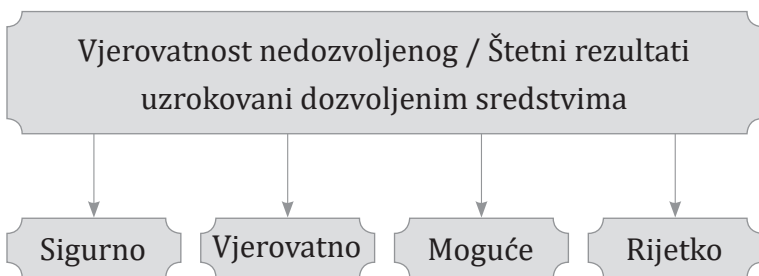 Vjerovatnost nedozvoljenog / Štetni rezultati
uzrokovani dozvoljenim sredstvima
Sigurno
Vjerovatno
Moguće
Rijetko